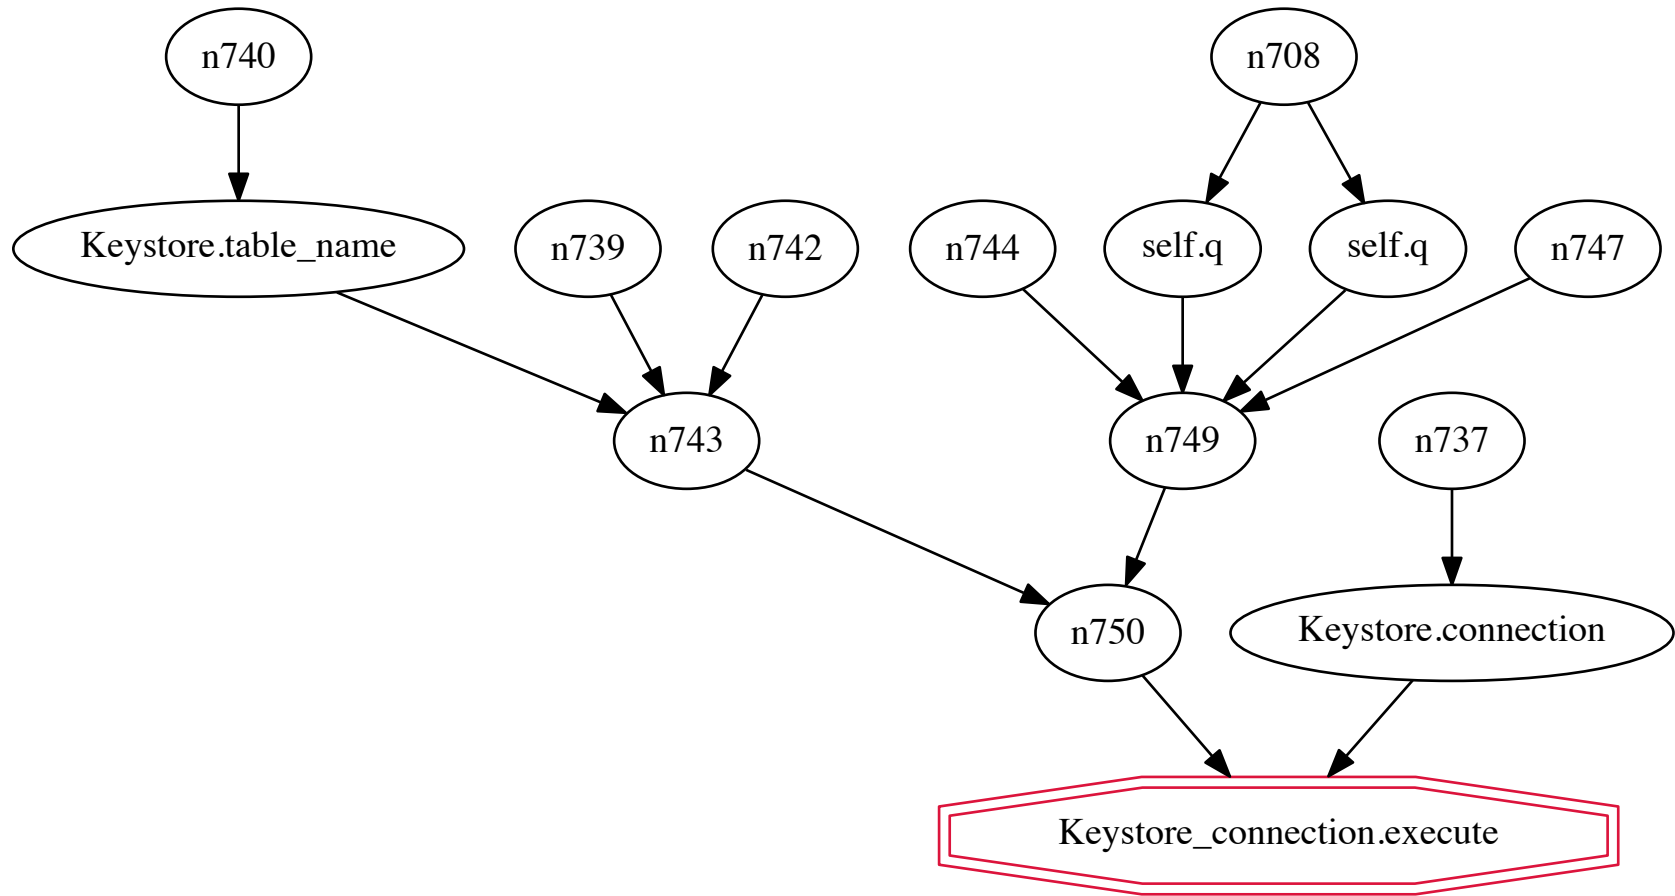 n740
n708
Keystore.table_name
n739
n742
n744
self.q
self.q
n747
n743
n749
n737
n750
Keystore.connection
Keystore_connection.execute